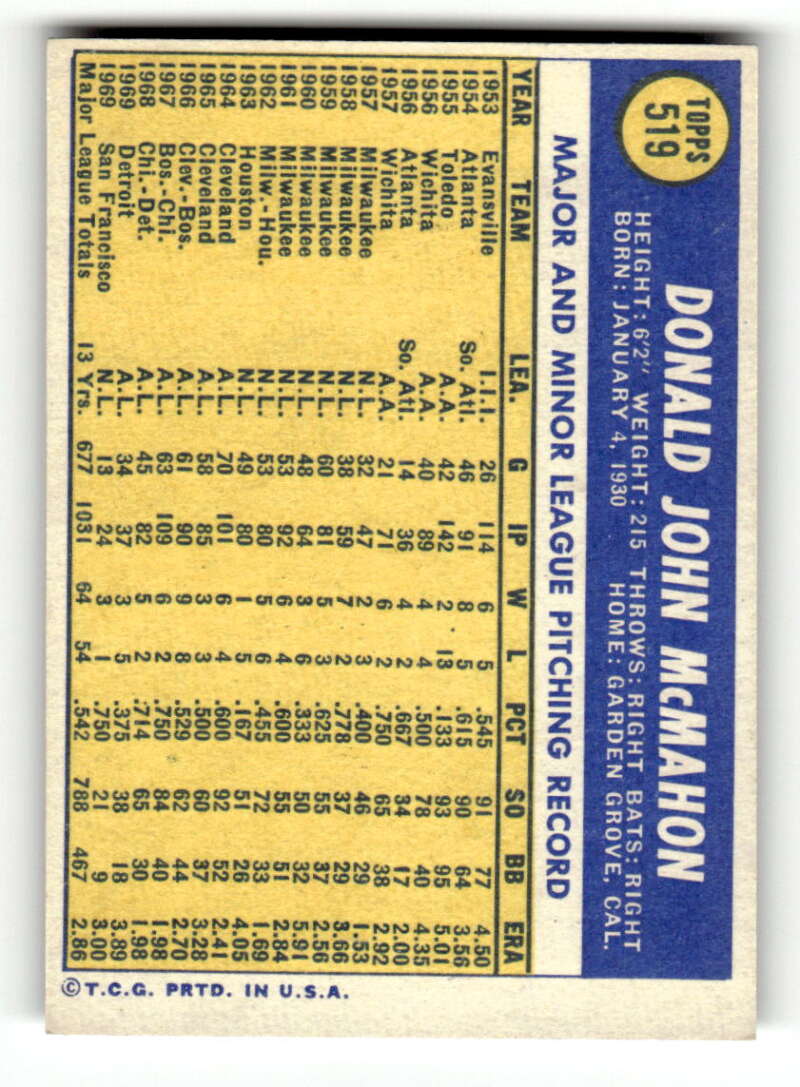 TOPPS
519
DONALD JOHN McMAHON
HEIGHT: 6'2" WEIGHT: 215 THROWS: RIGHT BATS: RIGHT
BORN: JANUARY 4, 1930 HOME: GARDEN GROVE, CAL.
MAJOR AND MINOR LEAGUE PITCHING RECORD
YEAR TEAM LEA. G IP W L PCT SO BB ERA
1953 Evansville I.I.I. 26 114 6 5 .545 91 77 4.50
1954 Atlanta So. Atl. 46 91 8 5 .615 90 64 3.56
1955 Toledo A.A. 42 142 2 13 .133 93 95 5.01
1956 Wichita A.A. 40 89 4 4 .500 78 40 4.35
1956 Atlanta So. Atl. 14 36 4 2 .667 34 17 2.00
1957 Wichita A.A. 21 71 6 2 .750 65 38 2.92
1957 Milwaukee N.L. 32 47 2 3 .400 46 29 1.53
1958 Milwaukee N.L. 38 59 7 2 .778 37 29 3.66
1959 Milwaukee N.L. 60 81 5 3 .625 55 37 2.56
1960 Milwaukee N.L. 48 64 3 6 .333 50 32 5.91
1961 Milwaukee N.L. 53 92 6 4 .600 55 51 2.84
1962 Milw.-Hou. N.L. 53 80 5 6 .455 72 33 1.69
1963 Houston N.L. 49 80 1 5 .167 51 26 4.05
1964 Cleveland A.L. 70 101 6 4 .600 92 52 2.41
1965 Cleveland A.L. 58 85 3 3 .500 60 37 3.28
1966 Clev.-Bos. A.L. 61 90 9 8 .529 62 44 2.70
1967 Bos.-Chi. A.L. 63 109 6 2 .750 84 40 1.98
1968 Chi.-Det. A.L. 45 82 5 2 .714 65 30 1.98
1969 Detroit A.L. 34 37 3 5 .375 38 18 3.89
1969 San Francisco N.L. 13 24 3 1 .750 21 9 3.00
Major League Totals 13 Yrs. 677 1031 64 54 .542 788 467 2.86
©T.C.G. PRTD. IN U.S.A.